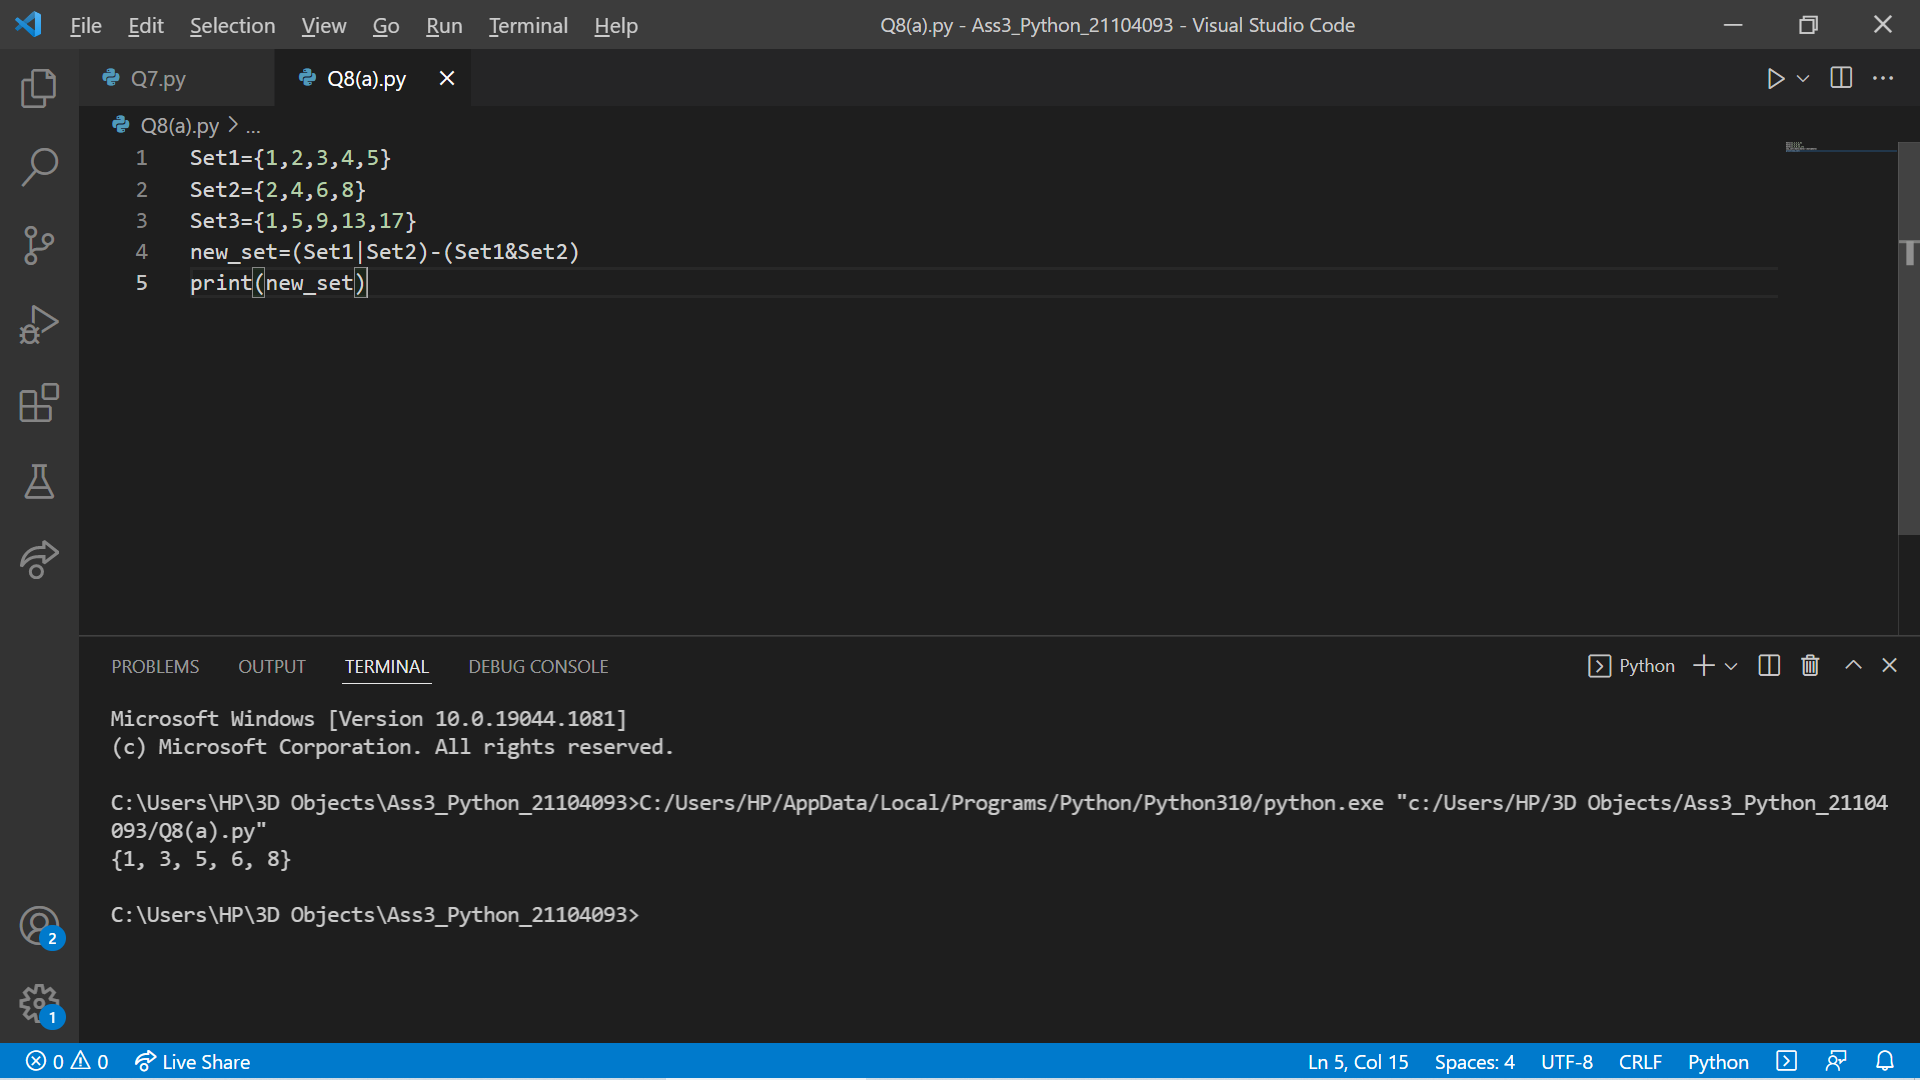 File Edit Selection View Go Run Terminal Help Q8(a).py - Ass3_Python_21104093 - Visual Studio Code
Q7.py Q8(a).py
Q8(a).py > ...
1 Set1={1,2,3,4,5}
2 Set2={2,4,6,8}
3 Set3={1,5,9,13,17}
4 new_set=(Set1|Set2)-(Set1&Set2)
5 print(new_set)
PROBLEMS OUTPUT TERMINAL DEBUG CONSOLE Python
Microsoft Windows [Version 10.0.19044.1081]
(c) Microsoft Corporation. All rights reserved.
C:\Users\HP\3D Objects\Ass3_Python_21104093>C:/Users/HP/AppData/Local/Programs/Python/Python310/python.exe "c:/Users/HP/3D Objects/Ass3_Python_21104
093/Q8(a).py"
{1, 3, 5, 6, 8}
C:\Users\HP\3D Objects\Ass3_Python_21104093>
2
1
0 0 Live Share Ln 5, Col 15 Spaces: 4 UTF-8 CRLF Python